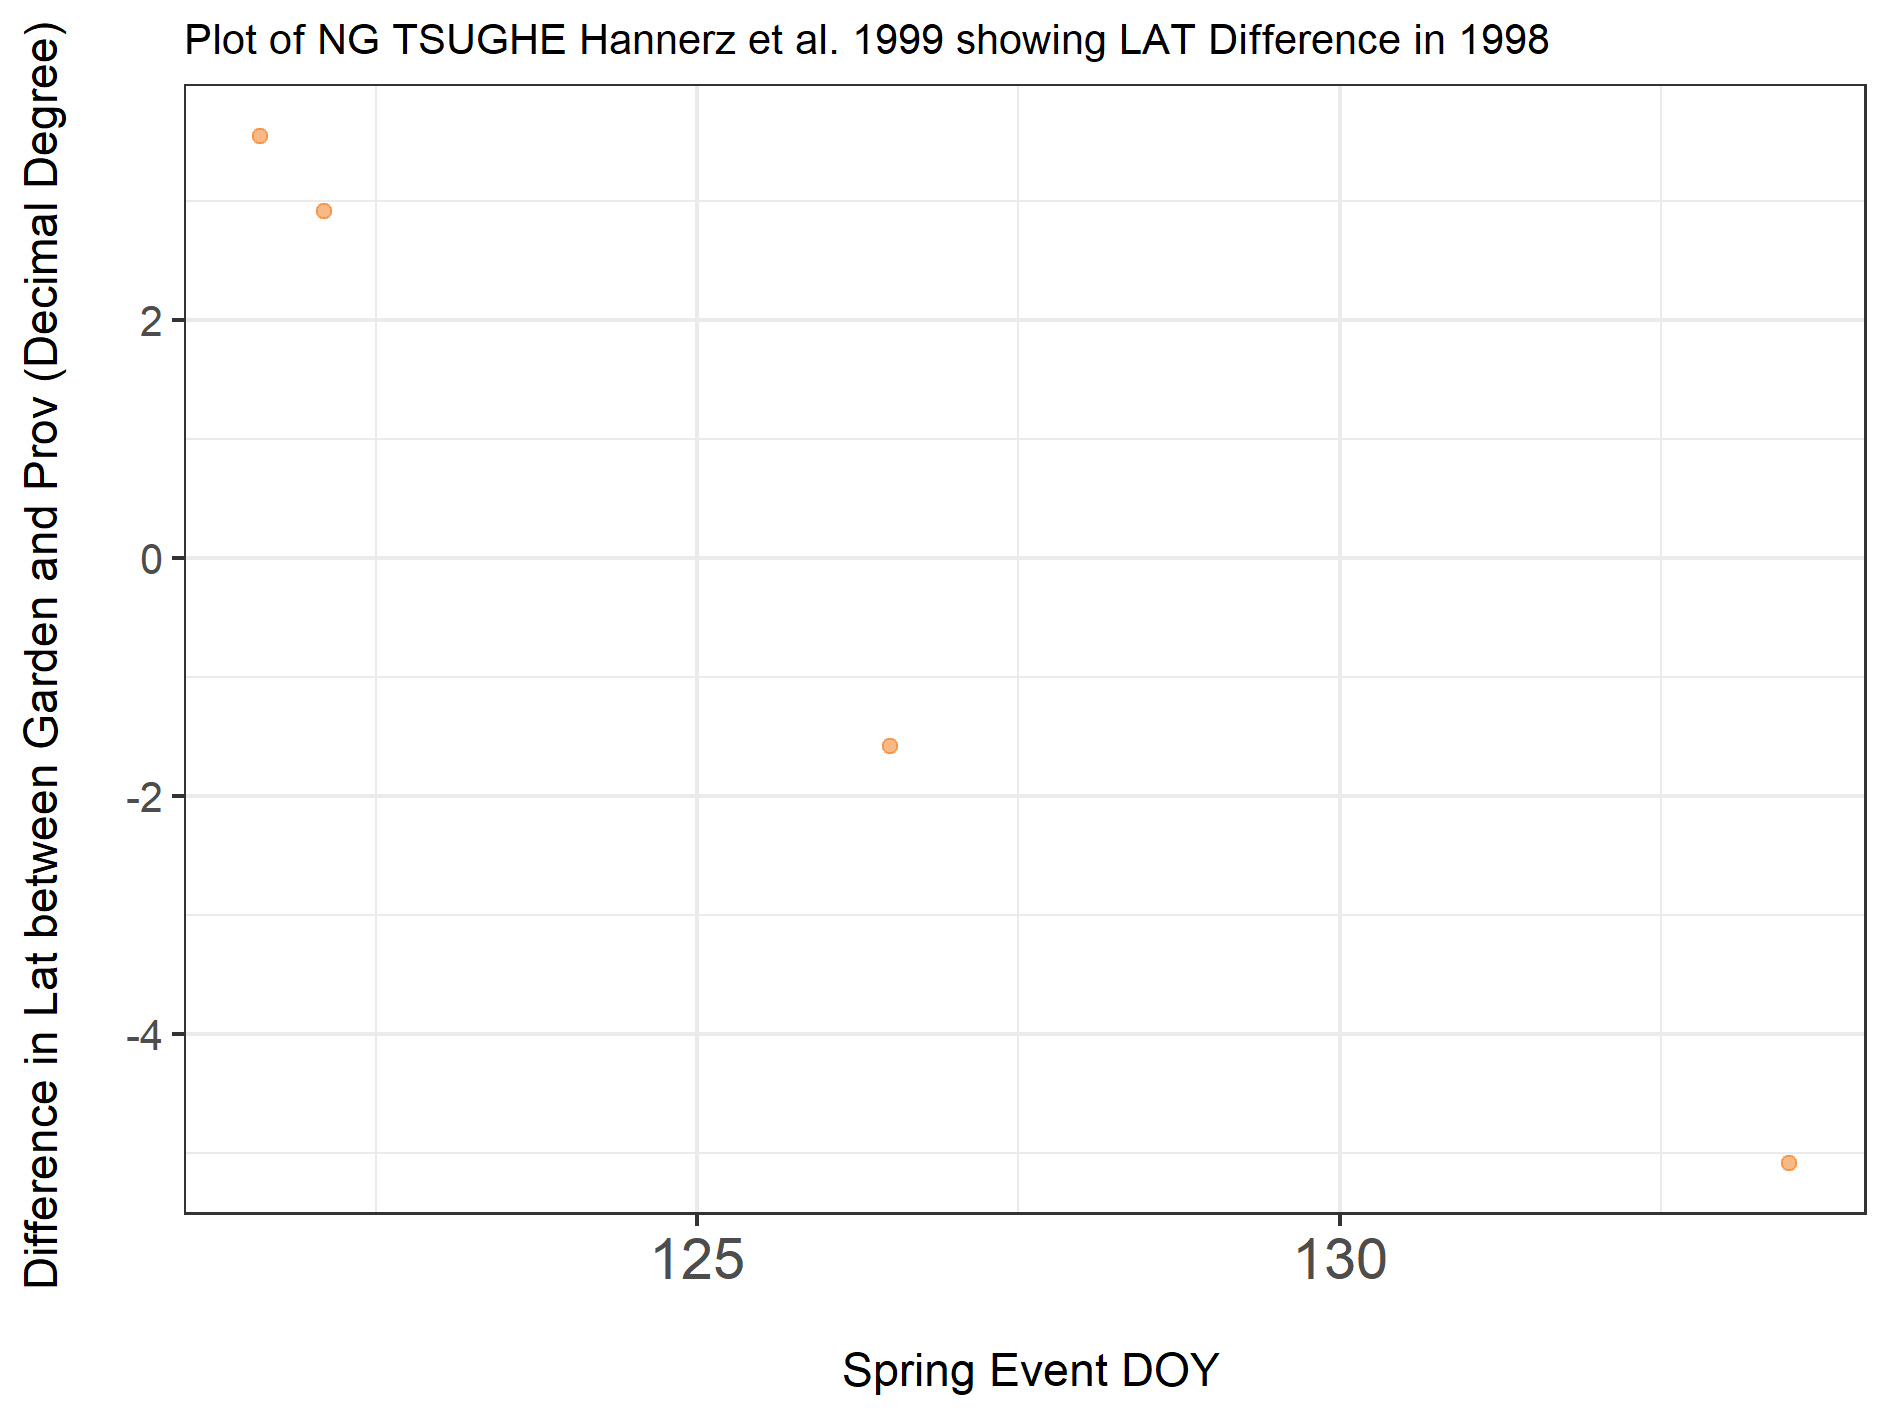 Plot of NG TSUGHE Hannerz et al. 1999 showing LAT Difference in 1998
Difference in Lat between Garden and Prov (Decimal Degree)
2
0
-2
-4
125
130
Spring Event DOY